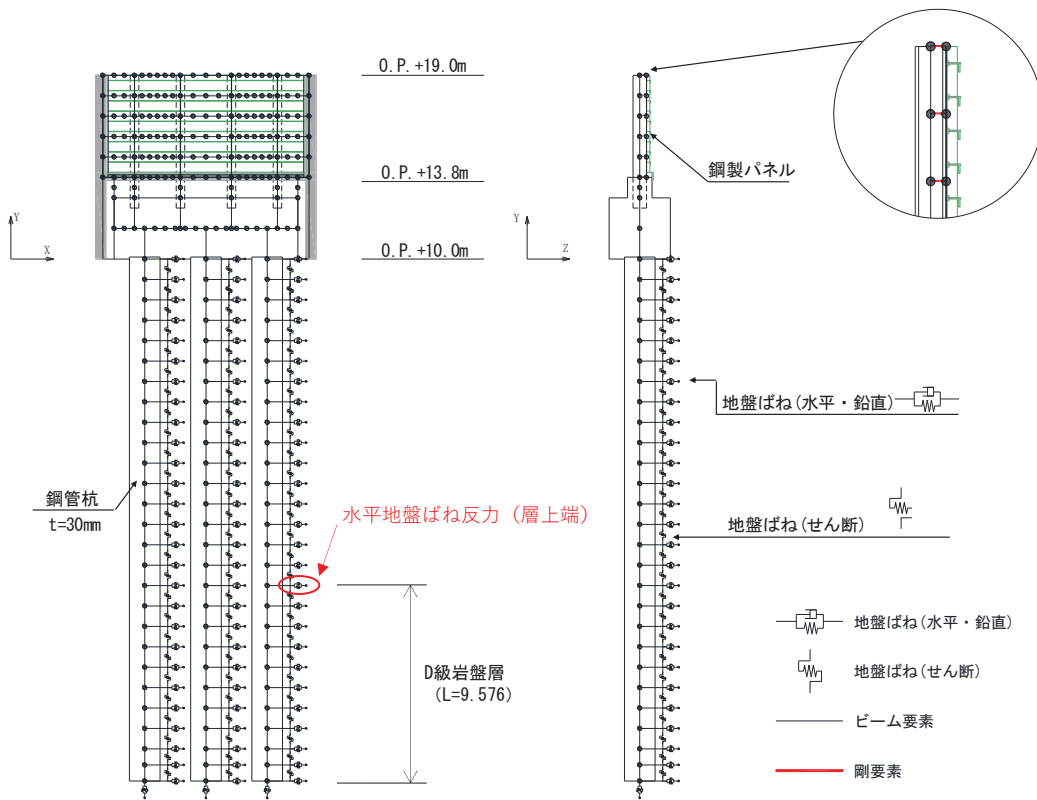 O.P.+19.0m
鋼製パネル
O.P.+13.8m
Y
X
O.P.+10.0m
Y
Z
地盤ばね(水平・鉛直)
鋼管杭
t=30mm
水平地盤ばね反力（層上端）
地盤ばね(せん断)
D級岩盤層
(L=9.576)
地盤ばね(水平・鉛直)
地盤ばね(せん断)
ビーム要素
剛要素